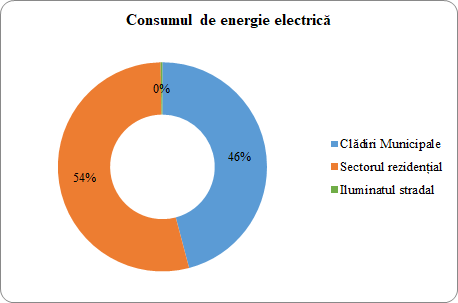 Consumul de energie electrică
0%
46%
54%
Clădiri Municipale
Sectorul rezidențial
Iluminatul stradal